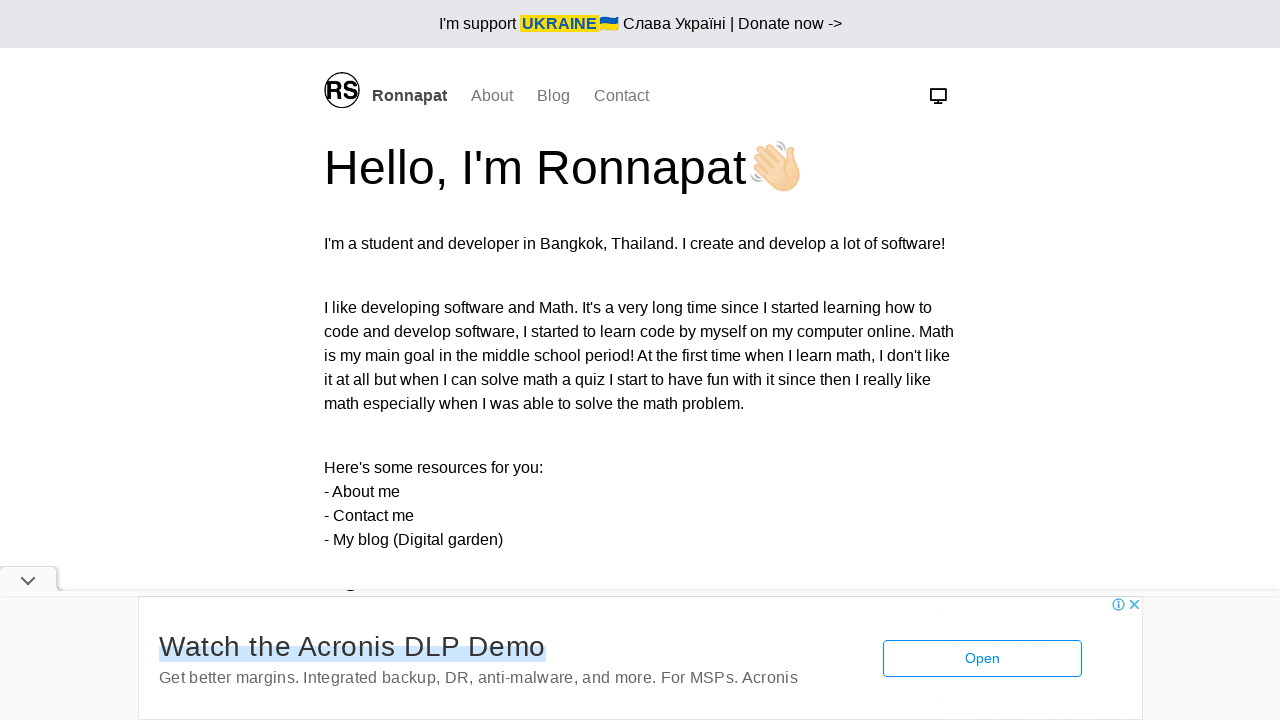 I'm support UKRAINE🇺🇦 Слава Україні | Donate now ->
RS Ronnapat About Blog Contact
Hello, I'm Ronnapat👋🏻
I'm a student and developer in Bangkok, Thailand. I create and develop a lot of software!
I like developing software and Math. It's a very long time since I started learning how to
code and develop software, I started to learn code by myself on my computer online. Math
is my main goal in the middle school period! At the first time when I learn math, I don't like
it at all but when I can solve math a quiz I start to have fun with it since then I really like
math especially when I was able to solve the math problem.
Here's some resources for you:
- About me
- Contact me
- My blog (Digital garden)
Watch the Acronis DLP Demo
Get better margins. Integrated backup, DR, anti-malware, and more. For MSPs. Acronis
Open